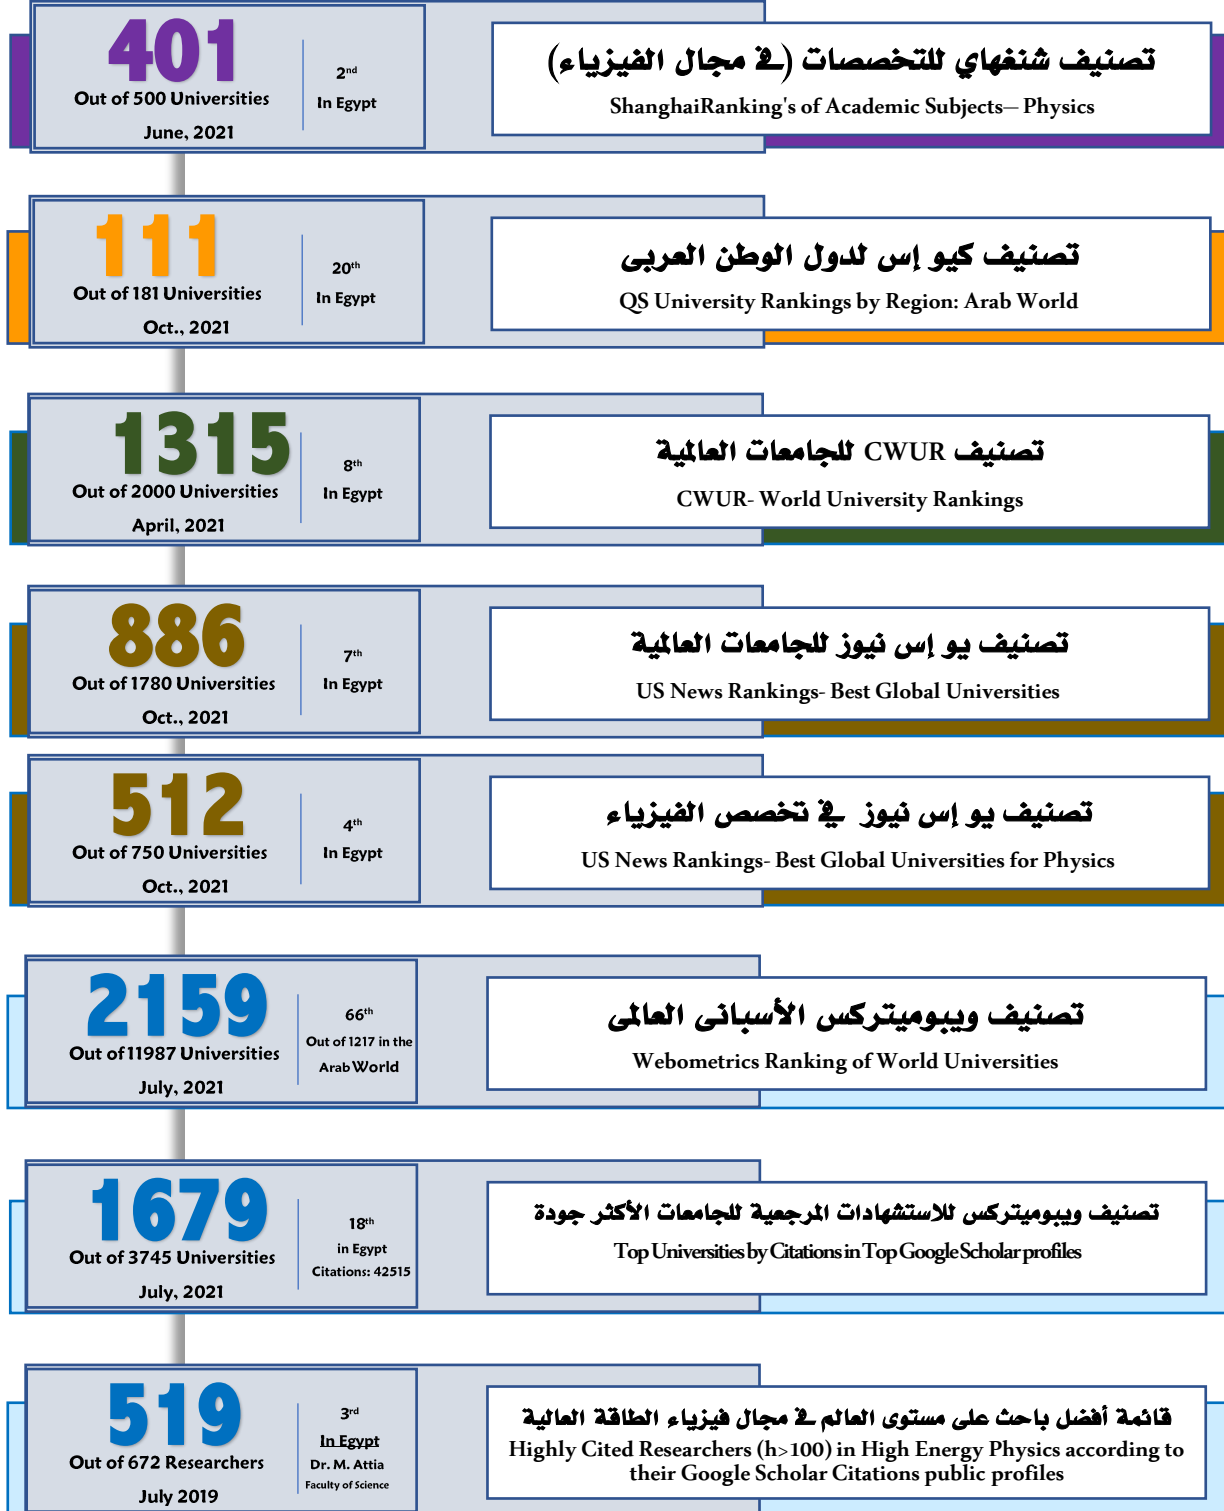 401
Out of 500 Universities
June, 2021
2nd
In Egypt
تصنيف شنغهاي للتخصصات (في مجال الفيزياء)
ShanghaiRanking's of Academic Subjects– Physics
111
Out of 181 Universities
Oct., 2021
20th
In Egypt
تصنيف كيو إس لدول الوطن العربى
QS University Rankings by Region: Arab World
1315
Out of 2000 Universities
April, 2021
8th
In Egypt
تصنيف CWUR للجامعات العالمية
CWUR- World University Rankings
886
Out of 1780 Universities
Oct., 2021
7th
In Egypt
تصنيف يو إس نيوز للجامعات العالمية
US News Rankings- Best Global Universities
512
Out of 750 Universities
Oct., 2021
4th
In Egypt
تصنيف يو إس نيوز في تخصص الفيزياء
US News Rankings- Best Global Universities for Physics
2159
Out of 11987 Universities
July, 2021
66th
Out of 1217 in the
Arab World
تصنيف ويبوميتركس الأسبانى العالمى
Webometrics Ranking of World Universities
1679
Out of 3745 Universities
July, 2021
18th
in Egypt
Citations: 42515
تصنيف ويبوميتركس للاستشهادات المرجعية للجامعات الأكثر جودة
Top Universities by Citations in Top Google Scholar profiles
519
Out of 672 Researchers
July 2019
3rd
In Egypt
Dr. M. Attia
Faculty of Science
قائمة أفضل باحث على مستوى العالم في مجال فيزياء الطاقة العالية
Highly Cited Researchers (h>100) in High Energy Physics according to
their Google Scholar Citations public profiles